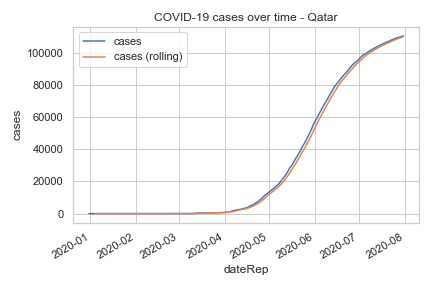 COVID-19 cases over time - Qatar
cases
cases (rolling)
100000
80000
60000
40000
20000
0
cases
2020-01
2020-02
2020-03
2020-04
2020-05
2020-06
2020-07
2020-08
dateRep